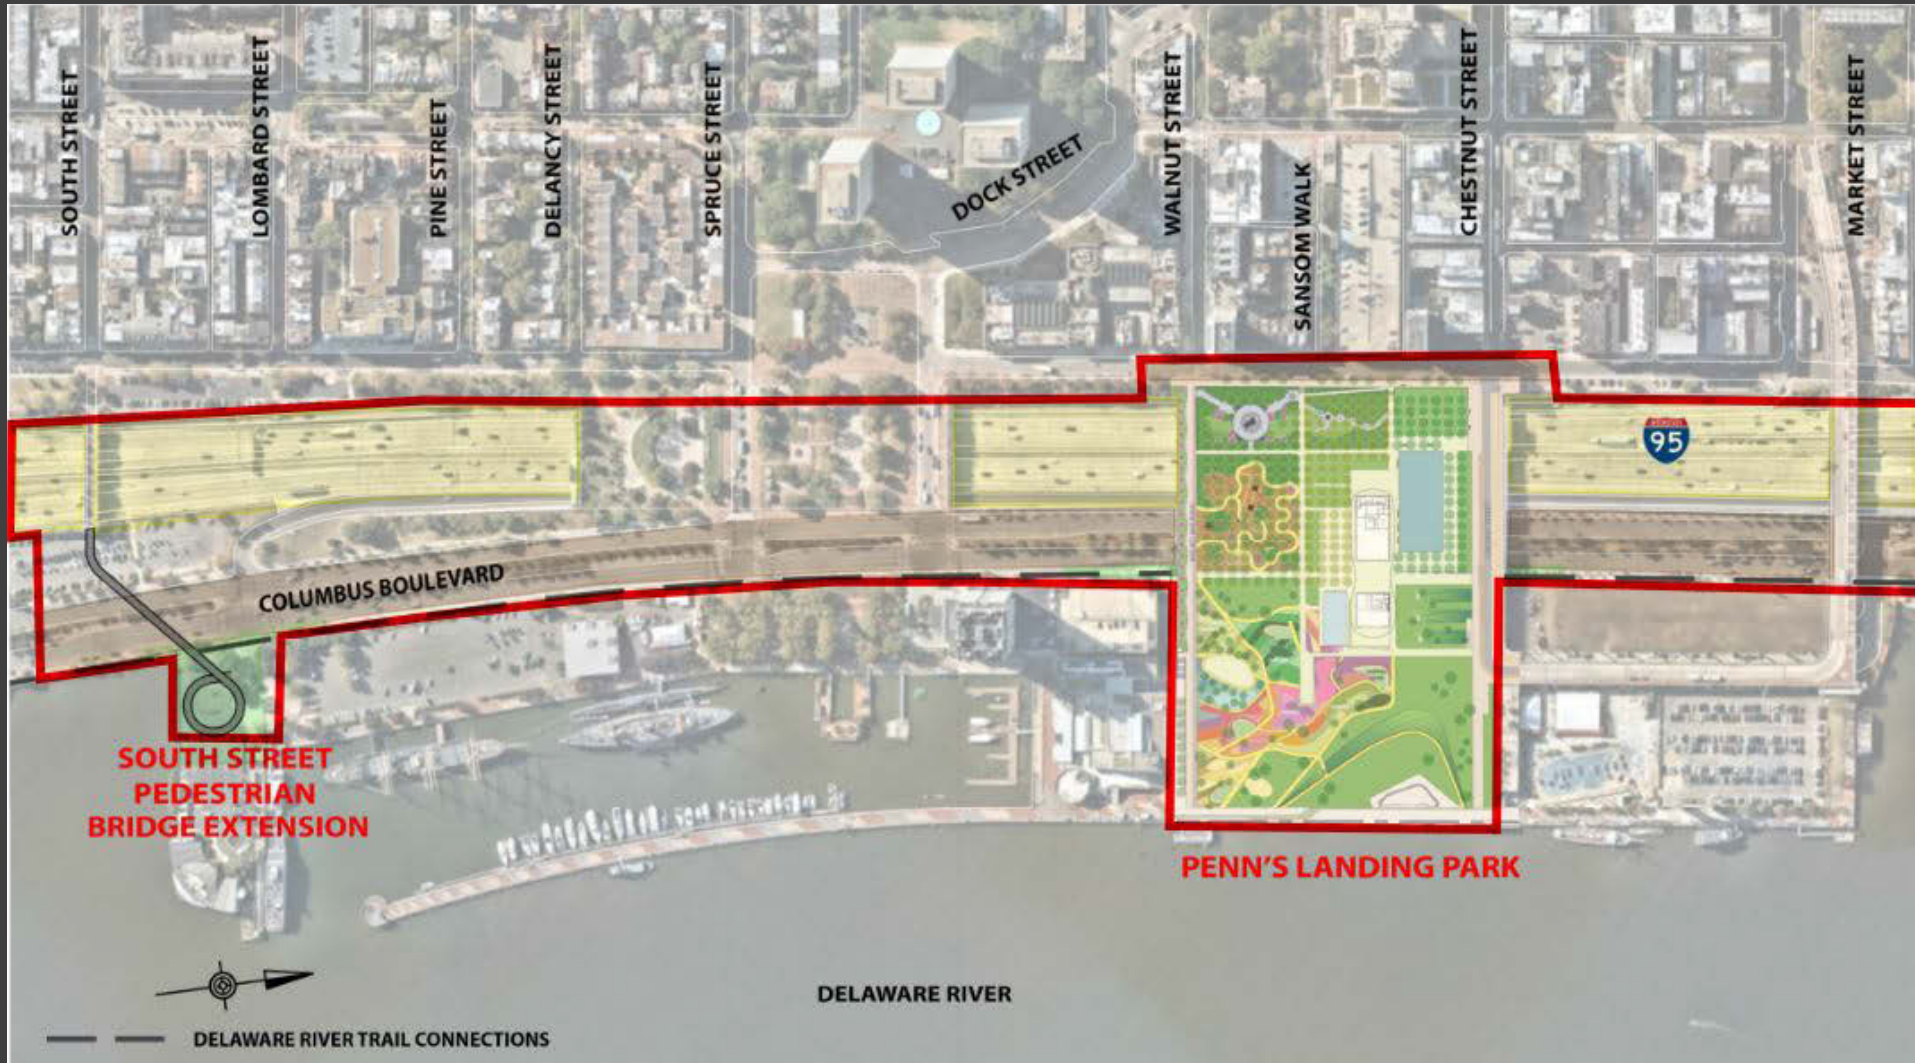 SOUTH STREET
LOMBARD STREET
PINE STREET
DELANCY STREET
SPRUCE STREET
DOCK STREET
WALNUT STREET
SANSOM WALK
CHESTNUT STREET
MARKET STREET
95
COLUMBUS BOULEVARD
SOUTH STREET
PEDESTRIAN
BRIDGE EXTENSION
PENN'S LANDING PARK
DELAWARE RIVER
DELAWARE RIVER TRAIL CONNECTIONS